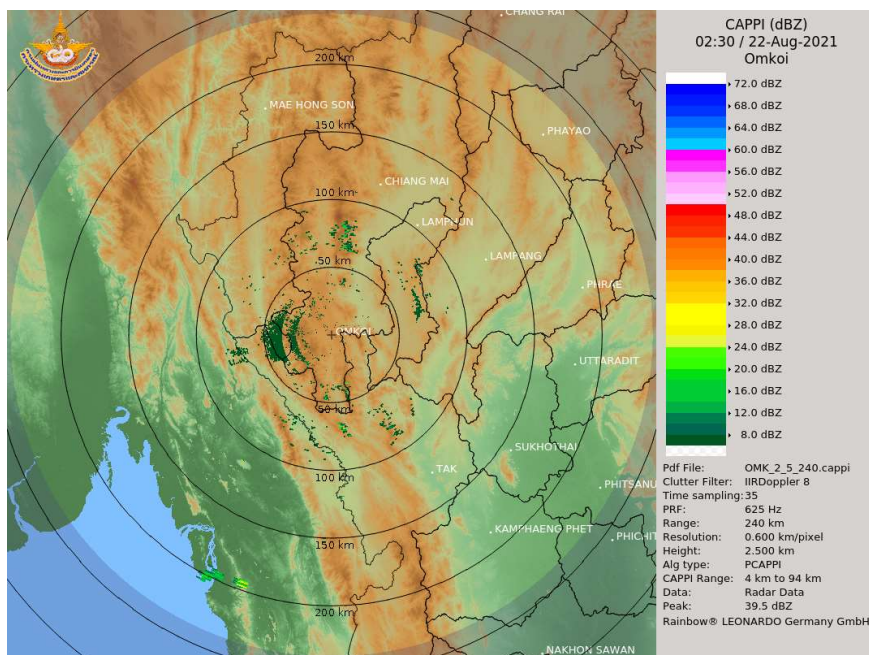 CHANG RAI
200 km
MAE HONG SON
150 km
PHAYAO
CHIANG MAI
100 km
LAMPHUN
LAMPANG
50 km
PHRAE
OMKOI
UTTARADIT
50 km
SUKHOTHAI
TAK
100 km
PHITSANU
KAMPHAENG PHET
PHICHIT
150 km
200 km
NAKHON SAWAN
CAPPI (dBZ)
02:30 / 22-Aug-2021
Omkoi
72.0 dBZ
68.0 dBZ
64.0 dBZ
60.0 dBZ
56.0 dBZ
52.0 dBZ
48.0 dBZ
44.0 dBZ
40.0 dBZ
36.0 dBZ
32.0 dBZ
28.0 dBZ
24.0 dBZ
20.0 dBZ
16.0 dBZ
12.0 dBZ
8.0 dBZ
Pdf File: OMK_2_5_240.cappi
Clutter Filter: IIRDoppler 8
Time sampling: 35
PRF: 625 Hz
Range: 240 km
Resolution: 0.600 km/pixel
Height: 2.500 km
Alg type: PCAPPI
CAPPI Range: 4 km to 94 km
Data: Radar Data
Peak: 39.5 dBZ
Rainbow® LEONARDO Germany GmbH